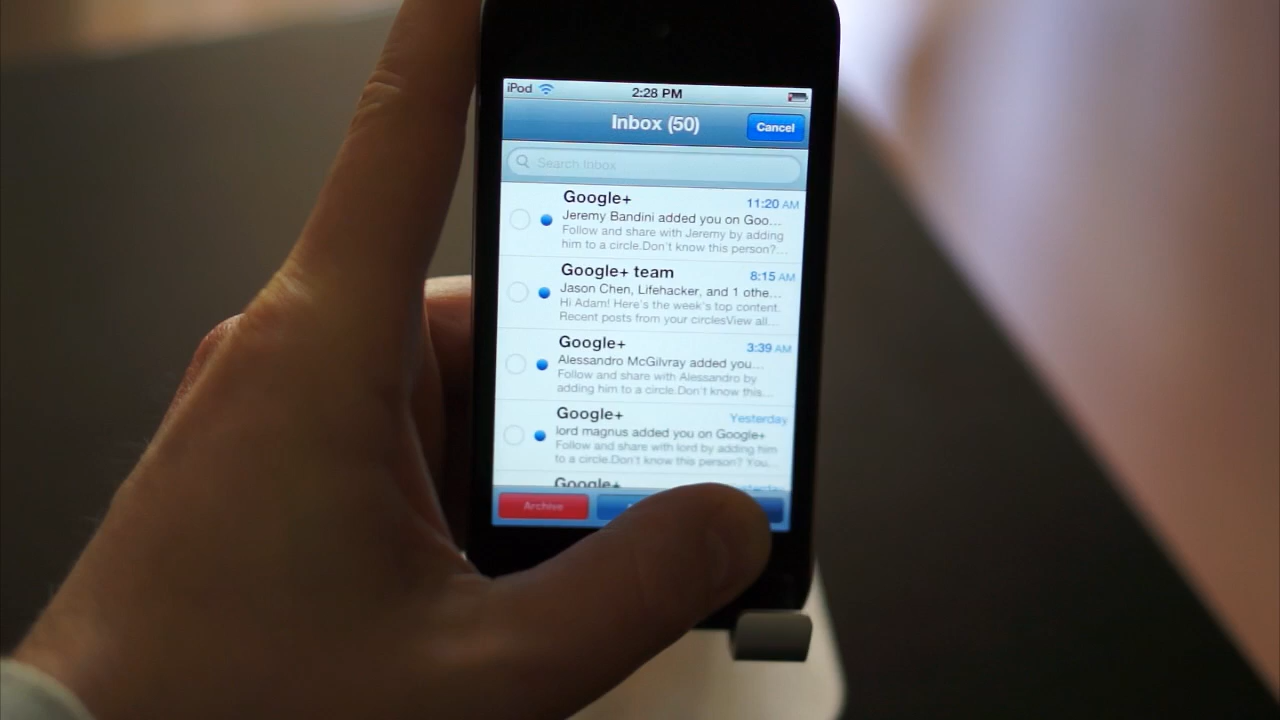 iPod 2:28 PM
Inbox (50) Cancel
Search Inbox
Google+ 11:20 AM
Jeremy Bandini added you on Goo...
Follow and share with Jeremy by adding
him to a circle.Don't know this person?...
Google+ team 8:15 AM
Jason Chen, Lifehacker, and 1 othe...
Hi Adam! Here's the week's top content.
Recent posts from your circlesView all...
Google+ 3:39 AM
Alessandro McGilvray added you...
Follow and share with Alessandro by
adding him to a circle.Don't know this...
Google+ Yesterday
lord magnus added you on Google+
Follow and share with lord by adding him
to a circle.Don't know this person? You...
Google+ Yesterday
Archive